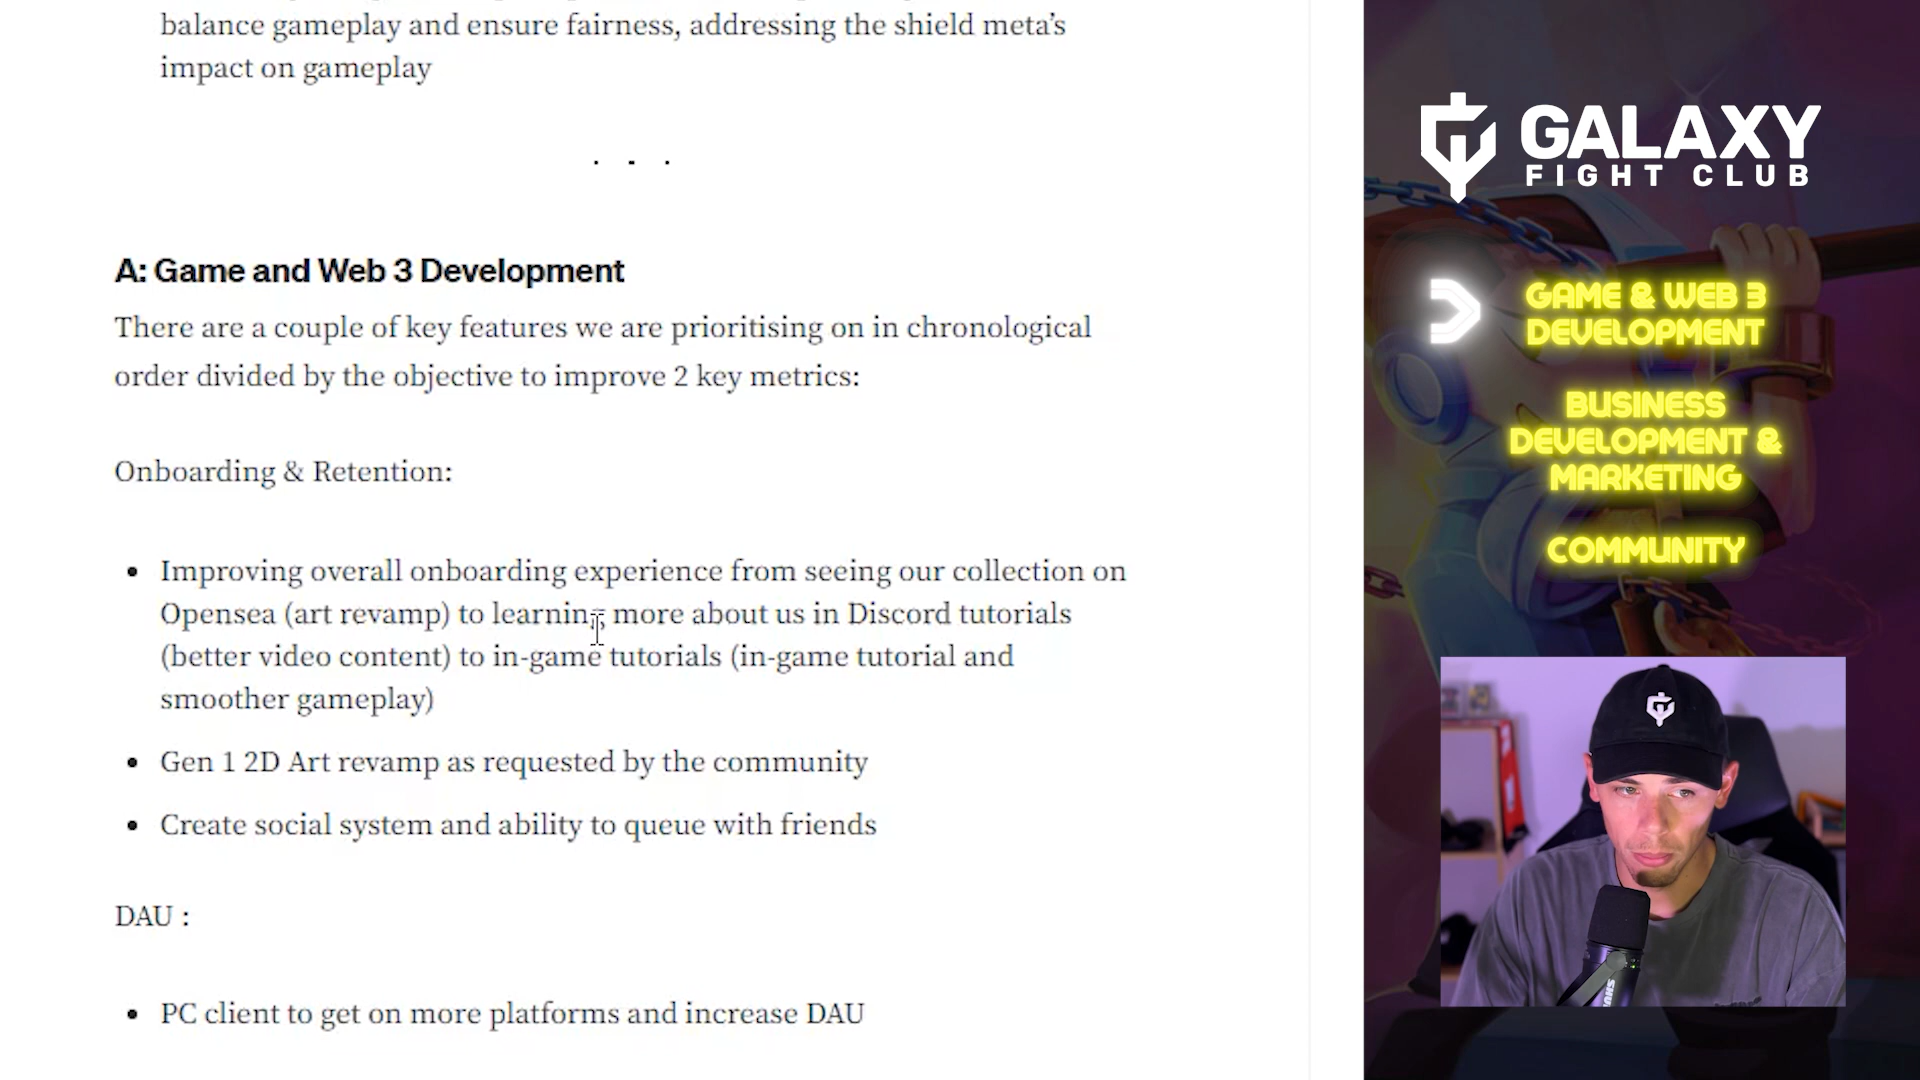 balance gameplay and ensure fairness, addressing the shield meta’s
impact on gameplay
A: Game and Web 3 Development
There are a couple of key features we are prioritising on in chronological
order divided by the objective to improve 2 key metrics:
Onboarding & Retention:
Improving overall onboarding experience from seeing our collection on
Opensea (art revamp) to learning more about us in Discord tutorials
(better video content) to in-game tutorials (in-game tutorial and
smoother gameplay)
Gen 1 2D Art revamp as requested by the community
Create social system and ability to queue with friends
DAU :
PC client to get on more platforms and increase DAU
GALAXY
FIGHT CLUB
GAME & WEB 3
DEVELOPMENT
BUSINESS
DEVELOPMENT &
MARKETING
COMMUNITY
SHURE